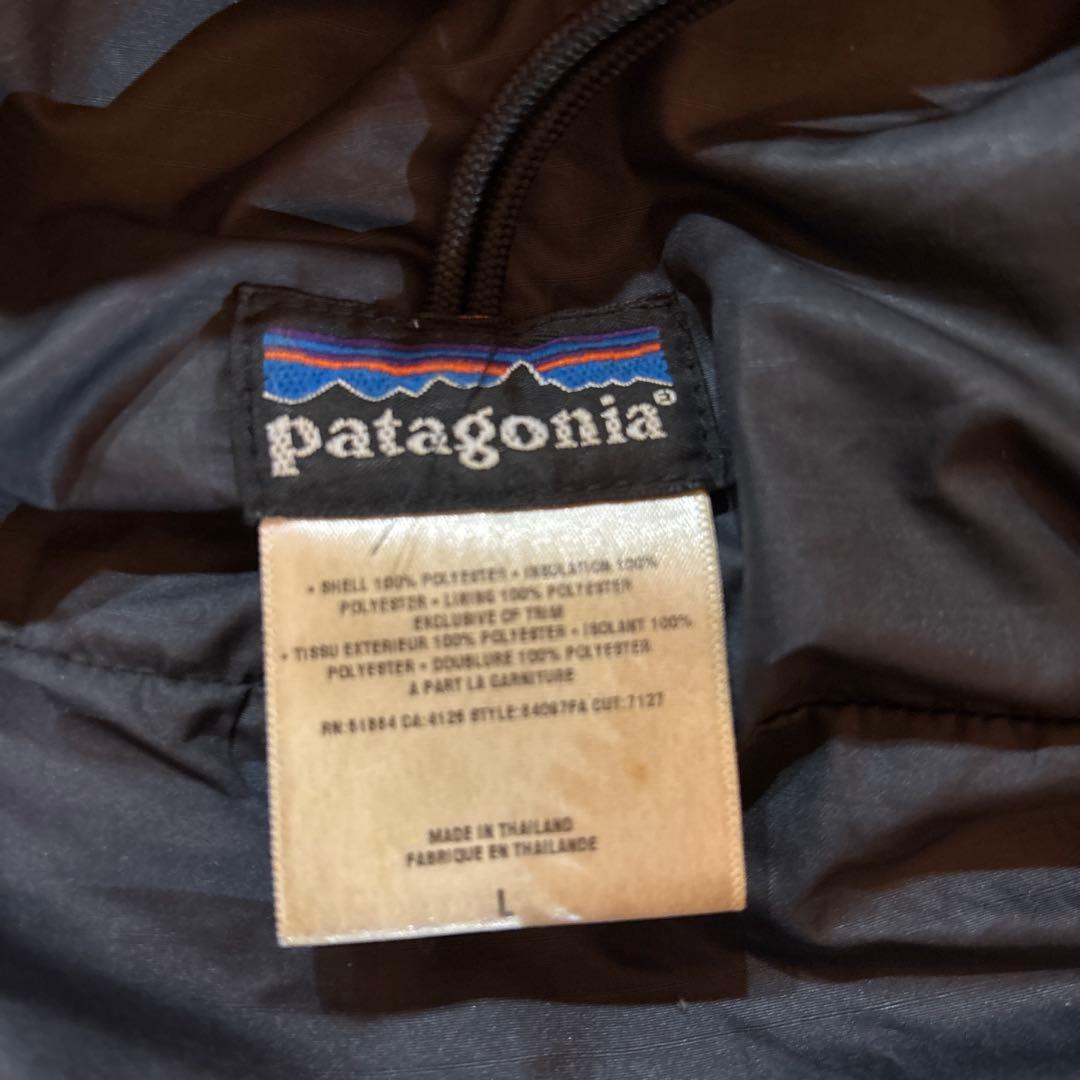 patagonia®
• SHELL 100% POLYESTER • INSULATION 100%
POLYESTER • LINING 100% POLYESTER
EXCLUSIVE OF TRIM
• TISSU EXTERIEUR 100% POLYESTER • ISOLANT 100%
POLYESTER • DOUBLURE 100% POLYESTER
A PART LA GARNITURE
RN:51884 CA:4126 STYLE:84097FA CUT:7127
MADE IN THAILAND
FABRIQUE EN THAILANDE
L